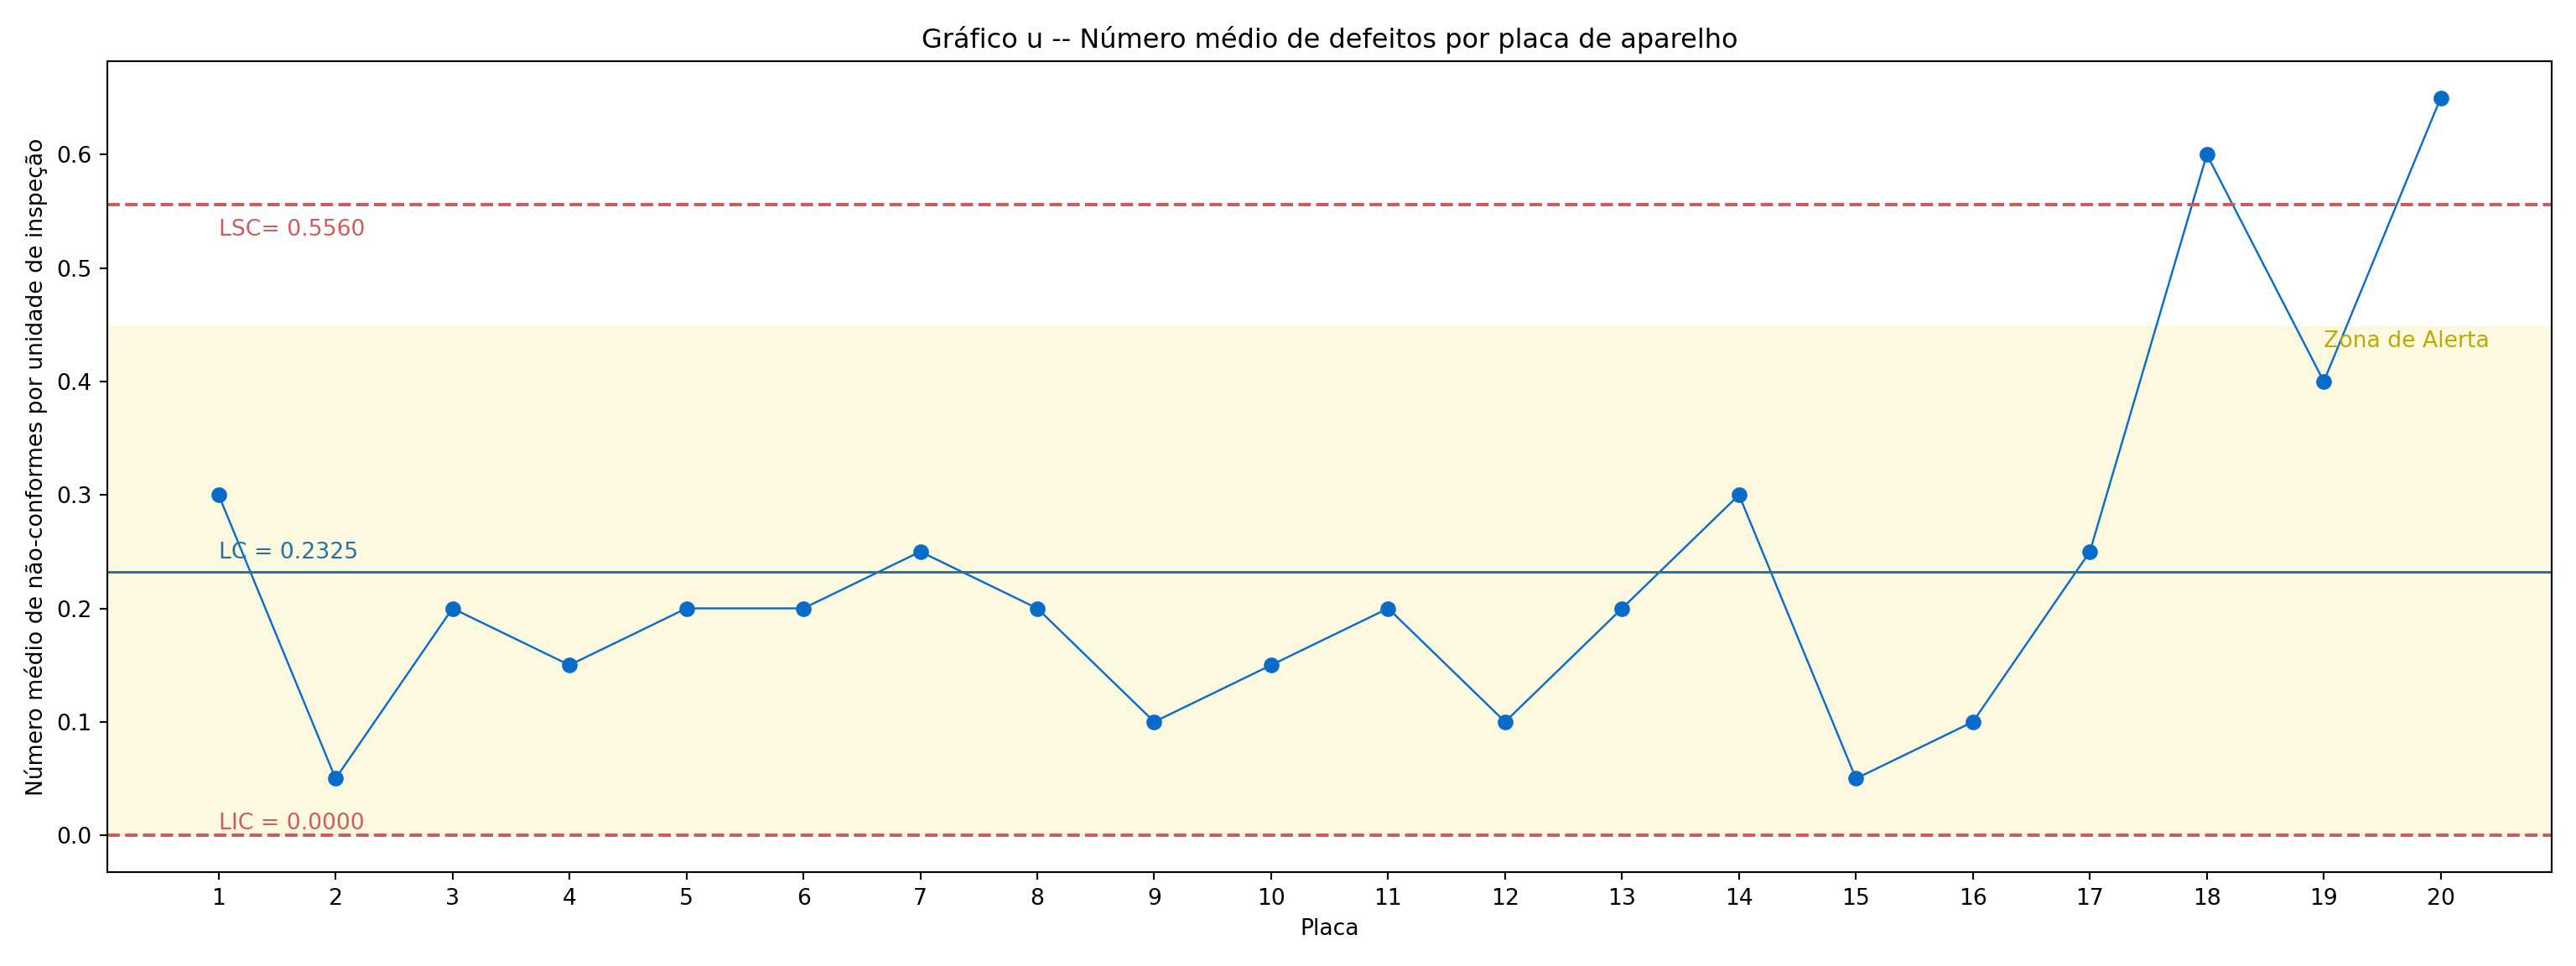 Gráfico u -- Número médio de defeitos por placa de aparelho
Número médio de não-conformes por unidade de inspeção
0.6
0.5
0.4
0.3
0.2
0.1
0.0
LSC= 0.5560
Zona de Alerta
LC = 0.2325
LIC = 0.0000
1 2 3 4 5 6 7 8 9 10 11 12 13 14 15 16 17 18 19 20
Placa